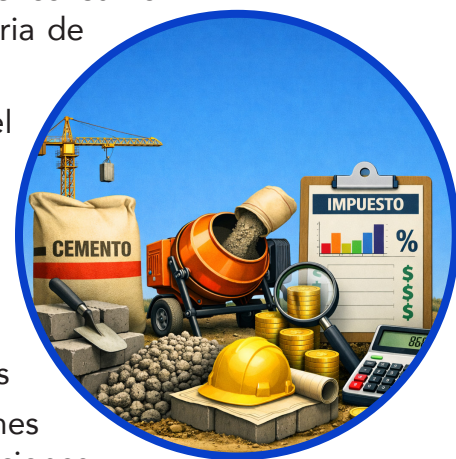 ria de
el
IMPUESTO
%
CEMENTO
$
$
$
$
s
nes